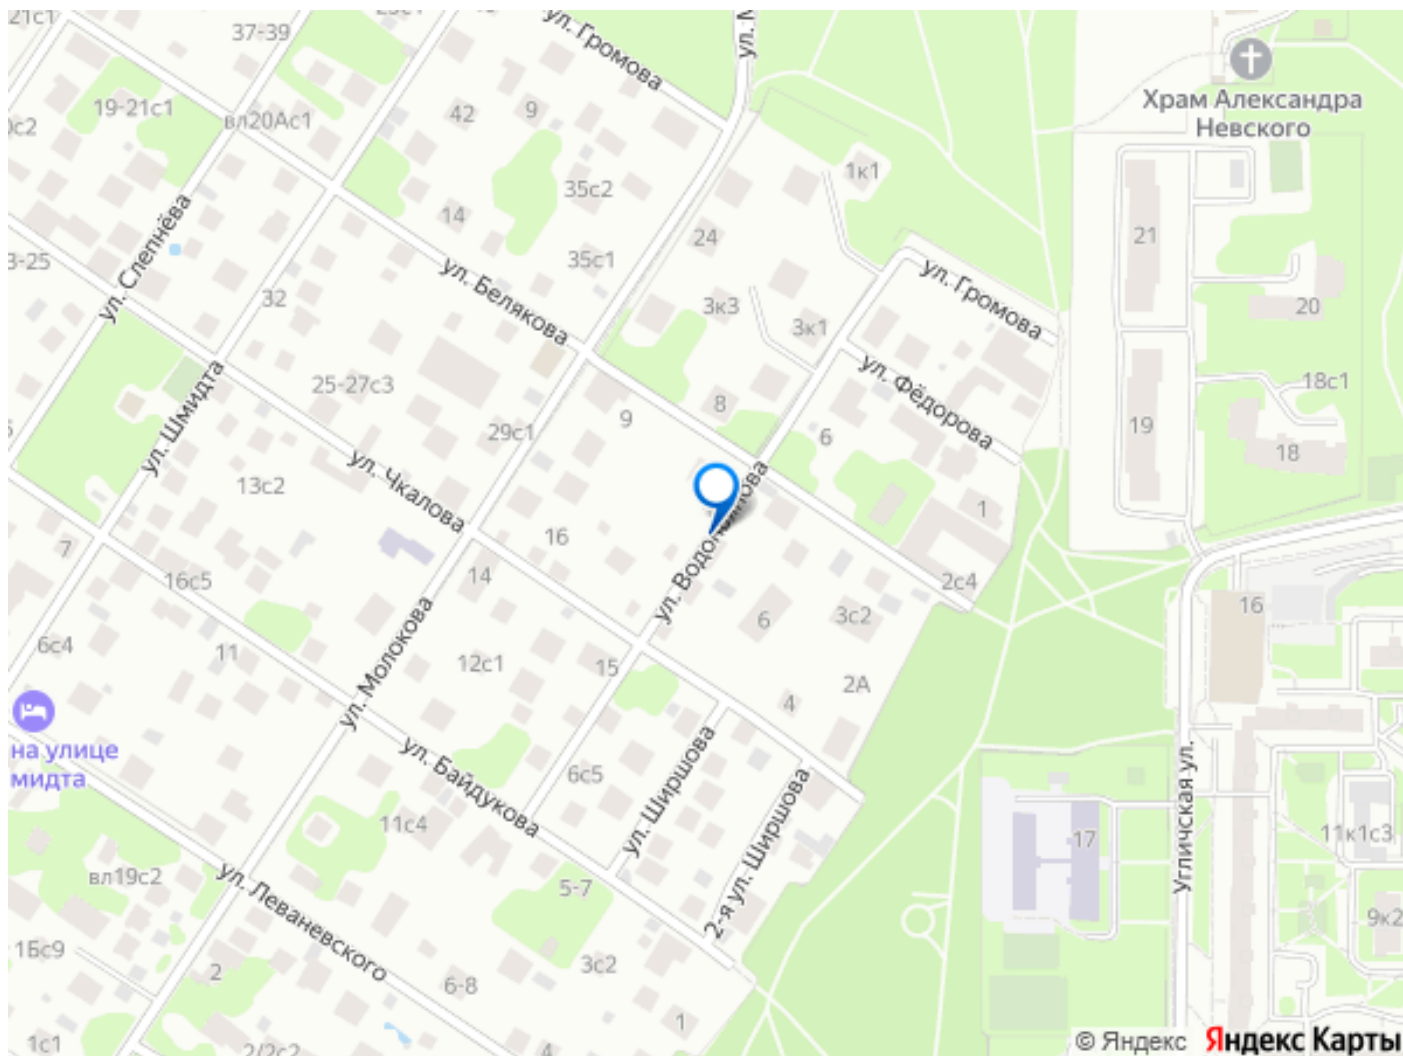 21с1
37-39
ул. Громова
Храм Александра
Невского
19-21с1
вл20Ас1
42
9
1к1
35с2
14
24
21
35с1
3-25
ул. Слепнёва
ул. Белякова
ул. Громова
32
3к3
3к1
20
25-27с3
ул. Фёдорова
18с1
ул. Шмидта
8
9
6
19
29с1
18
ул. Чкалова
13с2
1
16
ул. Водопьянова
7
16с5
14
2с4
16
6
3с2
6с4
11
ул. Молокова
12с1
15
2А
4
на улице
мидта
ул. Байдукова
6с5
ул. Ширшова
2-я ул. Ширшова
Угличская ул.
11с4
17
11к1с3
вл19с2
ул. Леваневского
5-7
9к2
1Бс9
2
3с2
6-8
1
1с1
2/2с2
4
© Яндекс Яндекс Карты